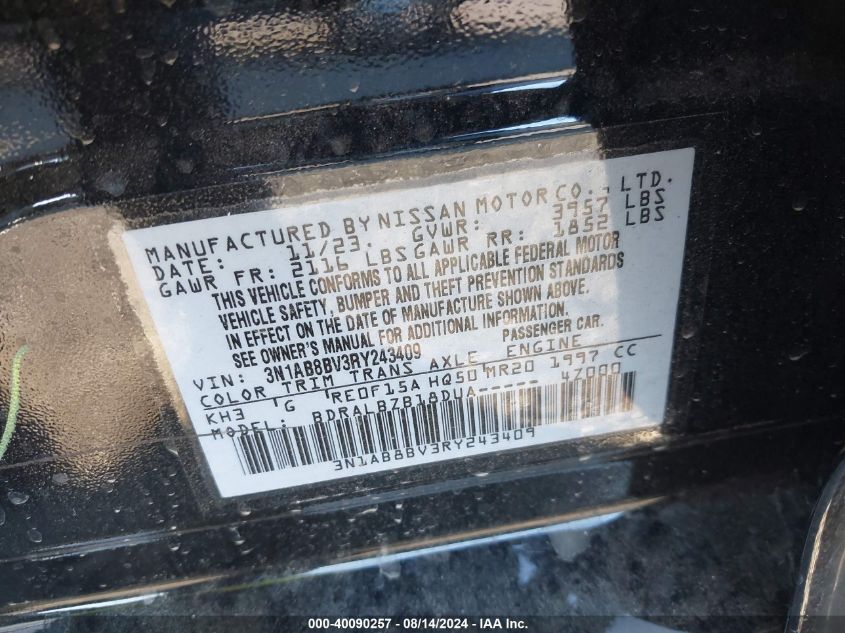 MANUFACTURED BY NISSAN MOTOR CO., LTD.
DATE: 11/23. GVWR: 3957 LBS
GAWR FR: 2116 LBS GAWR RR: 1852 LBS
THIS VEHICLE CONFORMS TO ALL APPLICABLE FEDERAL MOTOR
VEHICLE SAFETY, BUMPER AND THEFT PREVENTION STANDARDS
IN EFFECT ON THE DATE OF MANUFACTURE SHOWN ABOVE.
SEE OWNER'S MANUAL FOR ADDITIONAL INFORMATION.
VIN: 3N1AB8BV3RY243409 PASSENGER CAR.
COLOR TRIM TRANS AXLE ENGINE
KH3 G RE0F15A HQ50 MR20 1997 CC
MODEL: BDRALBZB18DUA----- 4Z000
3N1AB8BV3RY243409
000-40090257 - 08/14/2024 - IAA Inc.